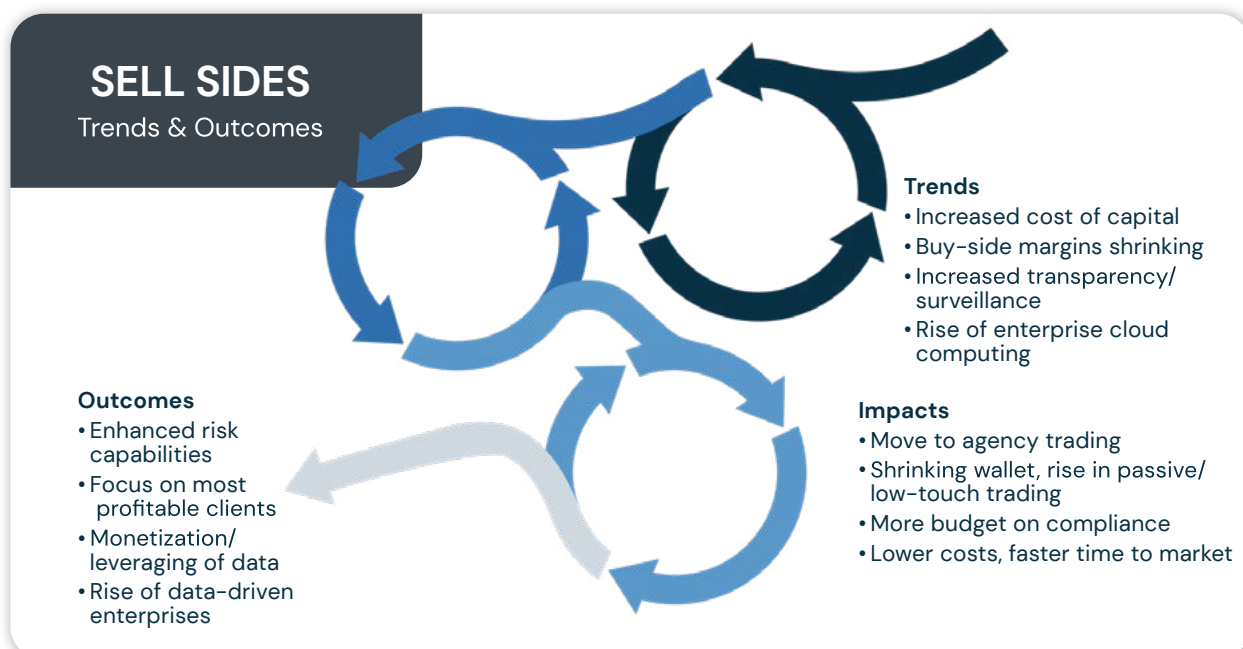 SELL SIDES
Trends & Outcomes
Trends
• Increased cost of capital
• Buy-side margins shrinking
• Increased transparency/
surveillance
• Rise of enterprise cloud
computing
Outcomes
• Enhanced risk
capabilities
• Focus on most
profitable clients
• Monetization/
leveraging of data
• Rise of data-driven
enterprises
Impacts
• Move to agency trading
• Shrinking wallet, rise in passive/
low-touch trading
• More budget on compliance
• Lower costs, faster time to market